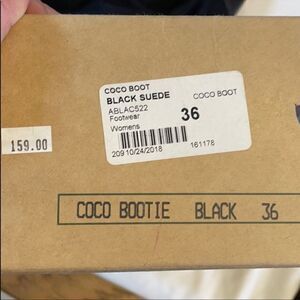 COCO BOOT
BLACK SUEDE COCO BOOT
ABLAC522
Footwear 36
Womens
209 10/24/2018 161178
159.00
COCO BOOTIE BLACK 36